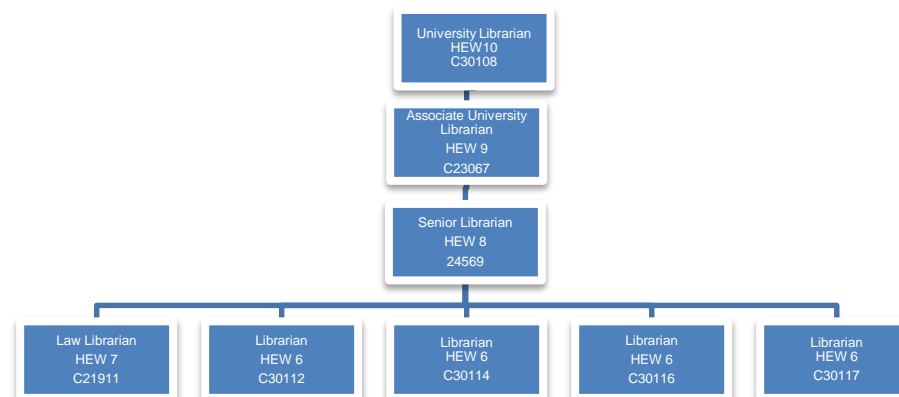 University Librarian
HEW10
C30108
Associate University
Librarian
HEW 9
C23067
Senior Librarian
HEW 8
24569
Law Librarian
HEW 7
C21911
Librarian
HEW 6
C30112
Librarian
HEW 6
C30114
Librarian
HEW 6
C30116
Librarian
HEW 6
C30117